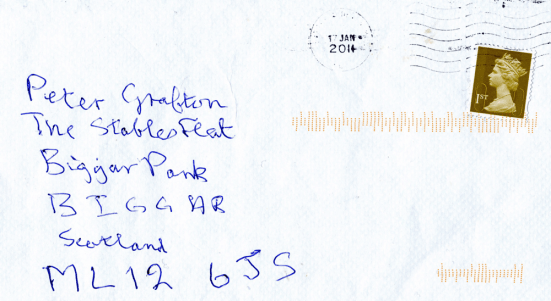 17 JAN
2014
1ST
Peter Grafton
The Stables Flat
Biggar Park
BIGGAR
Scotland
ML12 6JS